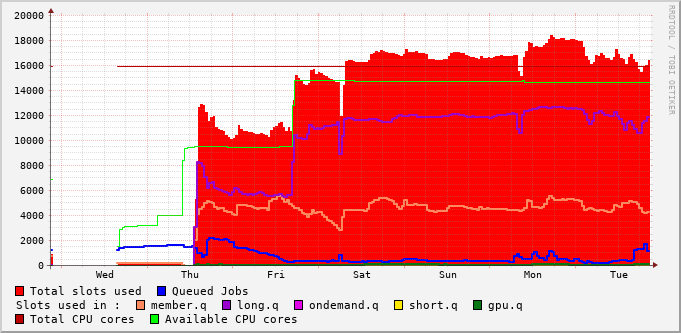 20000
18000
16000
14000
12000
10000
8000
6000
4000
2000
0
Wed Thu Fri Sat Sun Mon Tue
RRDTOOL / TOBI OETIKER
Total slots used Queued Jobs
Slots used in : member.q long.q ondemand.q short.q gpu.q
Total CPU cores Available CPU cores